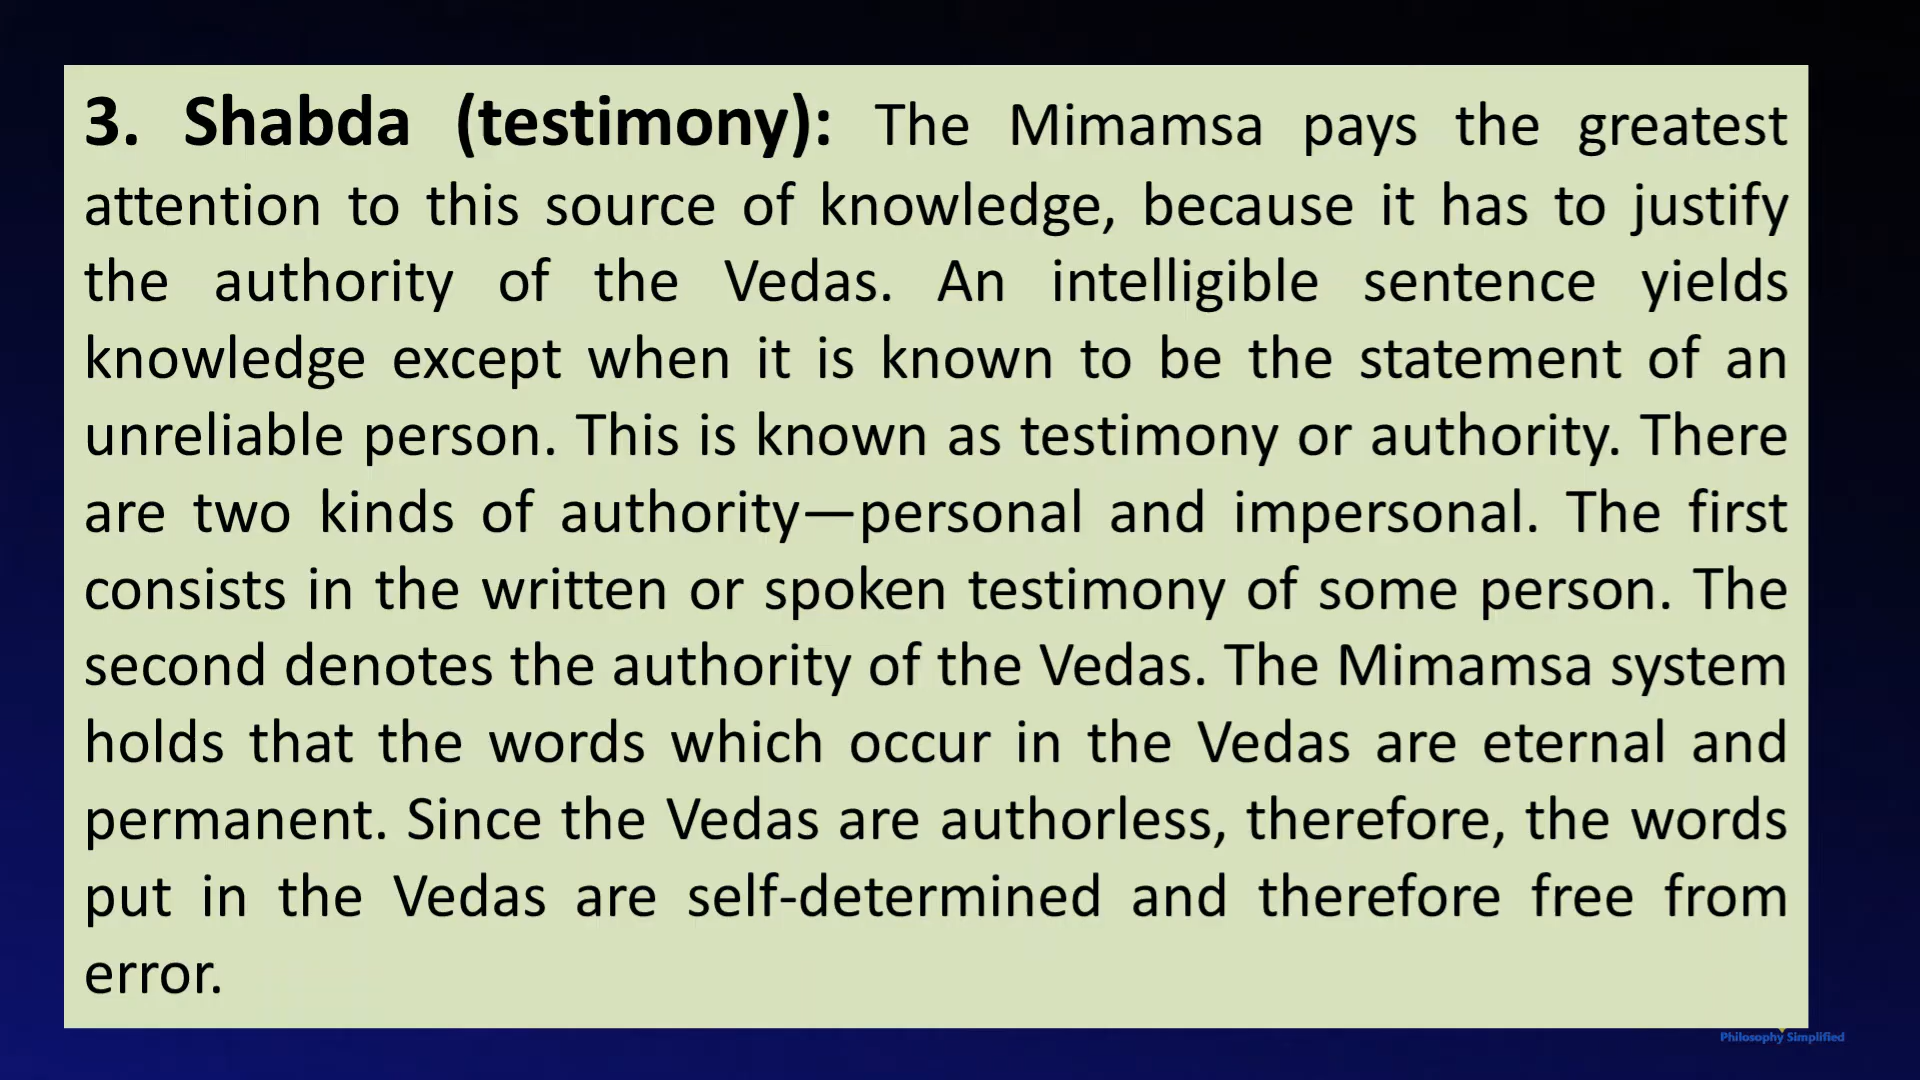 3. Shabda (testimony): The Mimamsa pays the greatest
attention to this source of knowledge, because it has to justify
the authority of the Vedas. An intelligible sentence yields
knowledge except when it is known to be the statement of an
unreliable person. This is known as testimony or authority. There
are two kinds of authority—personal and impersonal. The first
consists in the written or spoken testimony of some person. The
second denotes the authority of the Vedas. The Mimamsa system
holds that the words which occur in the Vedas are eternal and
permanent. Since the Vedas are authorless, therefore, the words
put in the Vedas are self-determined and therefore free from
error.
Philosophy Simplified